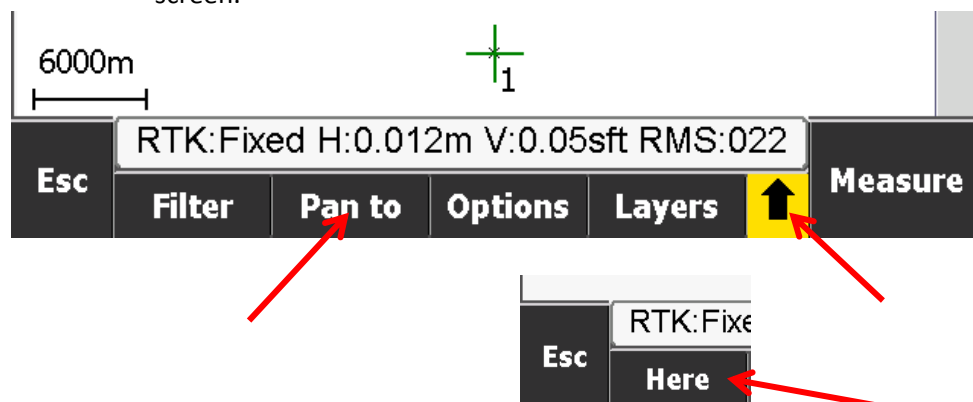 screen.
6000m
1
RTK:Fixed H:0.012m V:0.05sft RMS:022
Esc
Filter Pan to Options Layers
Measure
RTK:Fixe
Esc
Here